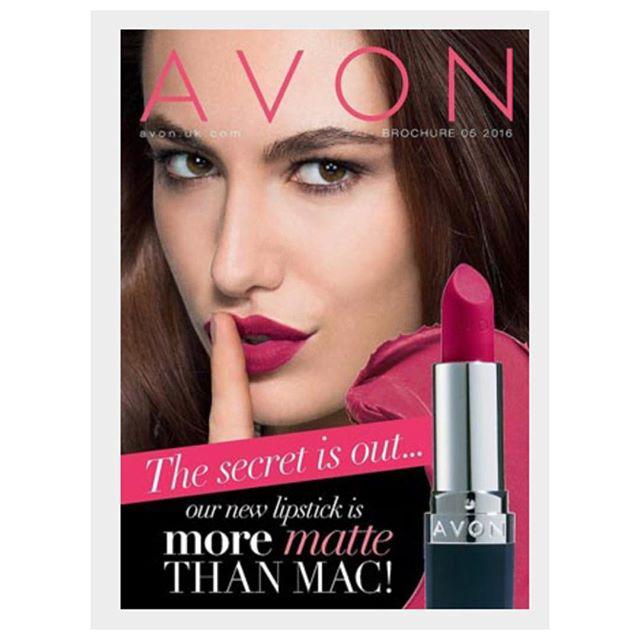 AVON
avon.uk.com
BROCHURE 05 2016
The secret is out...
our new lipstick is
more matte
THAN MAC!
AVON